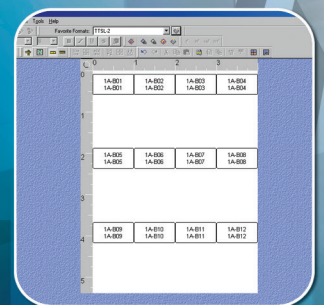 Tools Help
Favorite Formats: TTSL-2
0 1 2 3
0
1A-B01 1A-B02 1A-B03 1A-B04
1A-B01 1A-B02 1A-B03 1A-B04
1
2
1A-B05 1A-B06 1A-B07 1A-B08
1A-B05 1A-B06 1A-B07 1A-B08
3
1A-B09 1A-B10 1A-B11 1A-B12
1A-B09 1A-B10 1A-B11 1A-B12
4
5